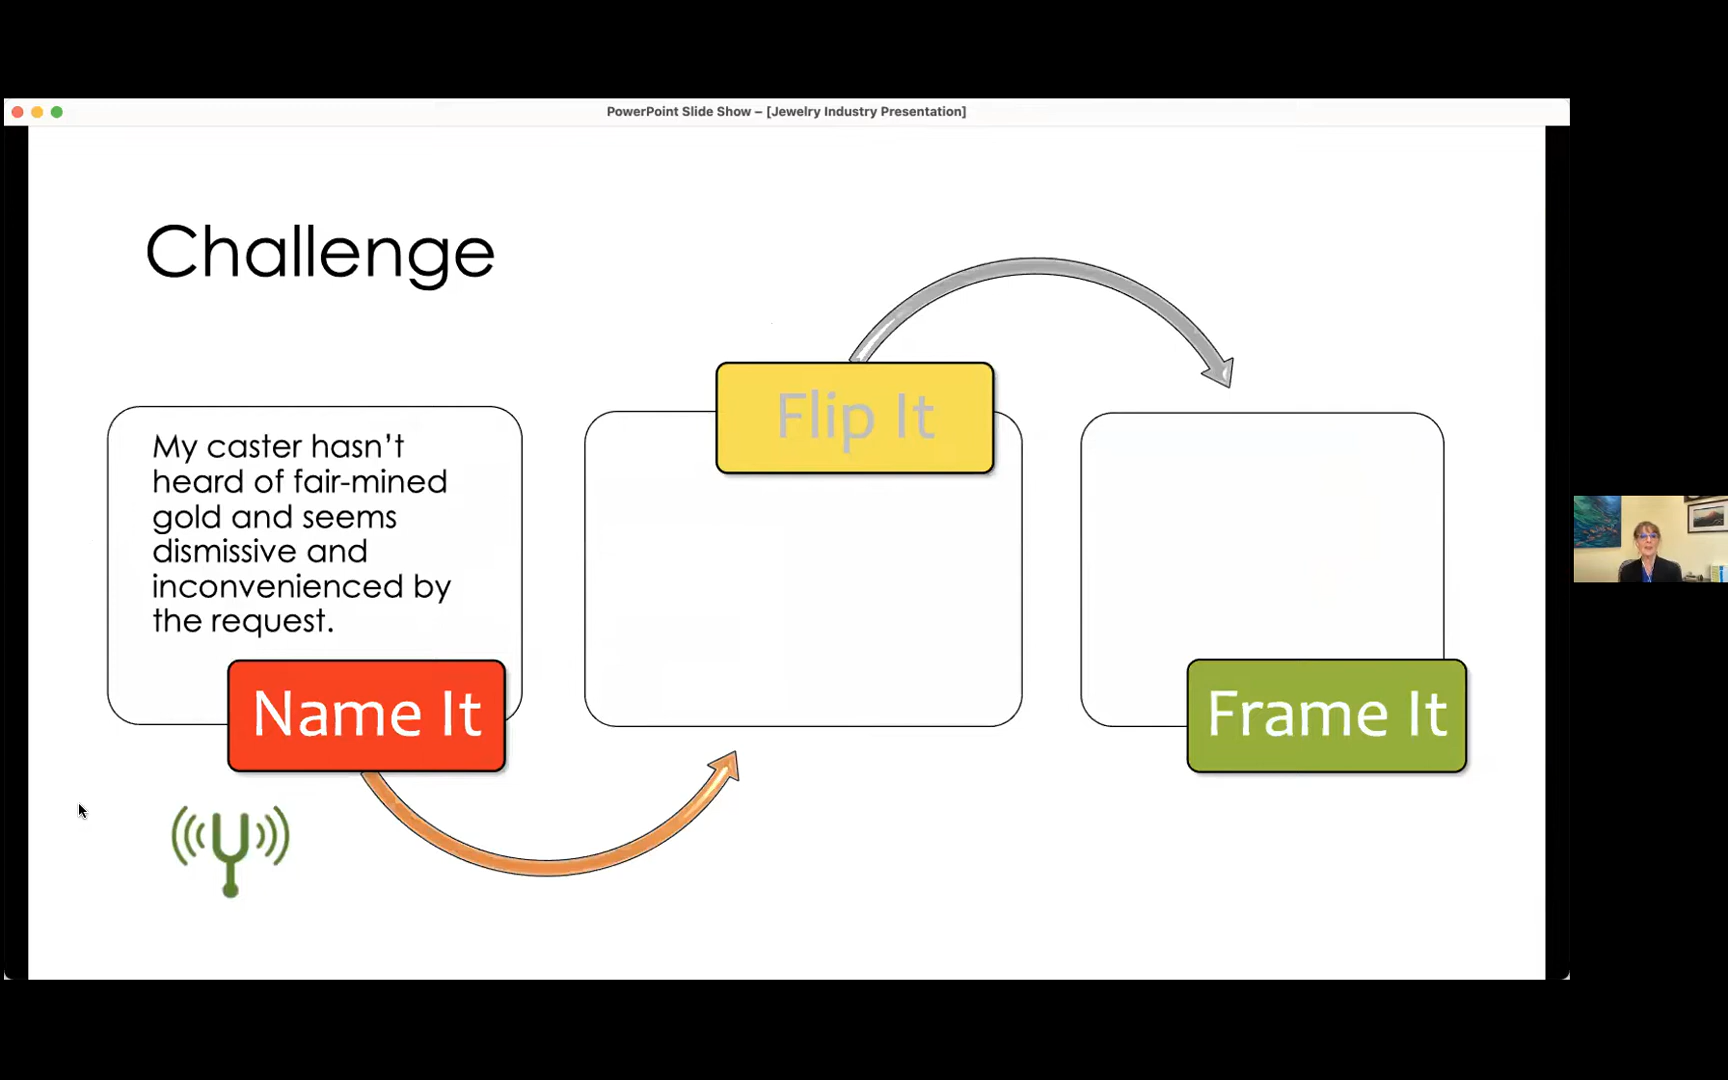 PowerPoint Slide Show – [Jewelry Industry Presentation]
Challenge
My caster hasn’t
heard of fair-mined
gold and seems
dismissive and
inconvenienced by
the request.
Name It
Flip It
Frame It